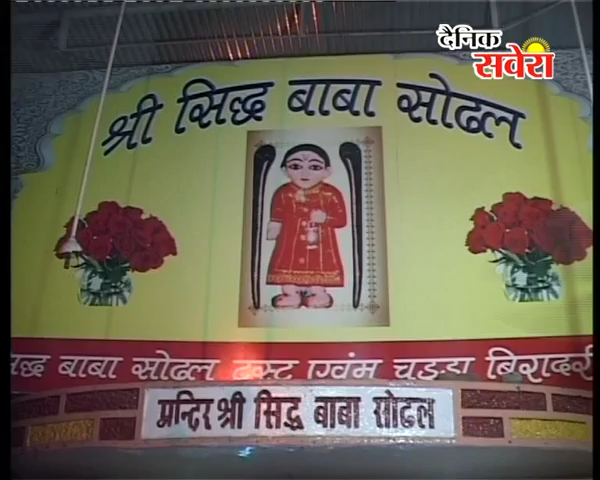 दैनिक
सवेरा
श्री सिद्ध बाबा सोढल
सिद्ध बाबा सोढल ट्रस्ट एवंम चड्डा बिरादरी
मन्दिर श्री सिद्ध बाबा सोढल